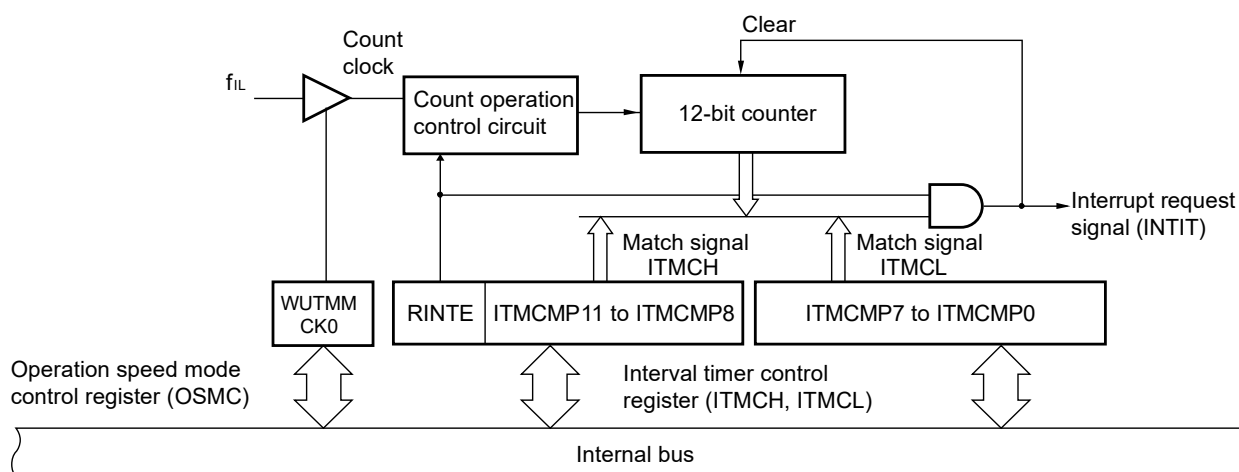 Clear
Count
clock
fIL
Count operation
control circuit
12-bit counter
Interrupt request
signal (INTIT)
Match signal
ITMCH
Match signal
ITMCL
WUTMM
CK0
RINTE
ITMCMP11 to ITMCMP8
ITMCMP7 to ITMCMP0
Operation speed mode
control register (OSMC)
Interval timer control
register (ITMCH, ITMCL)
Internal bus